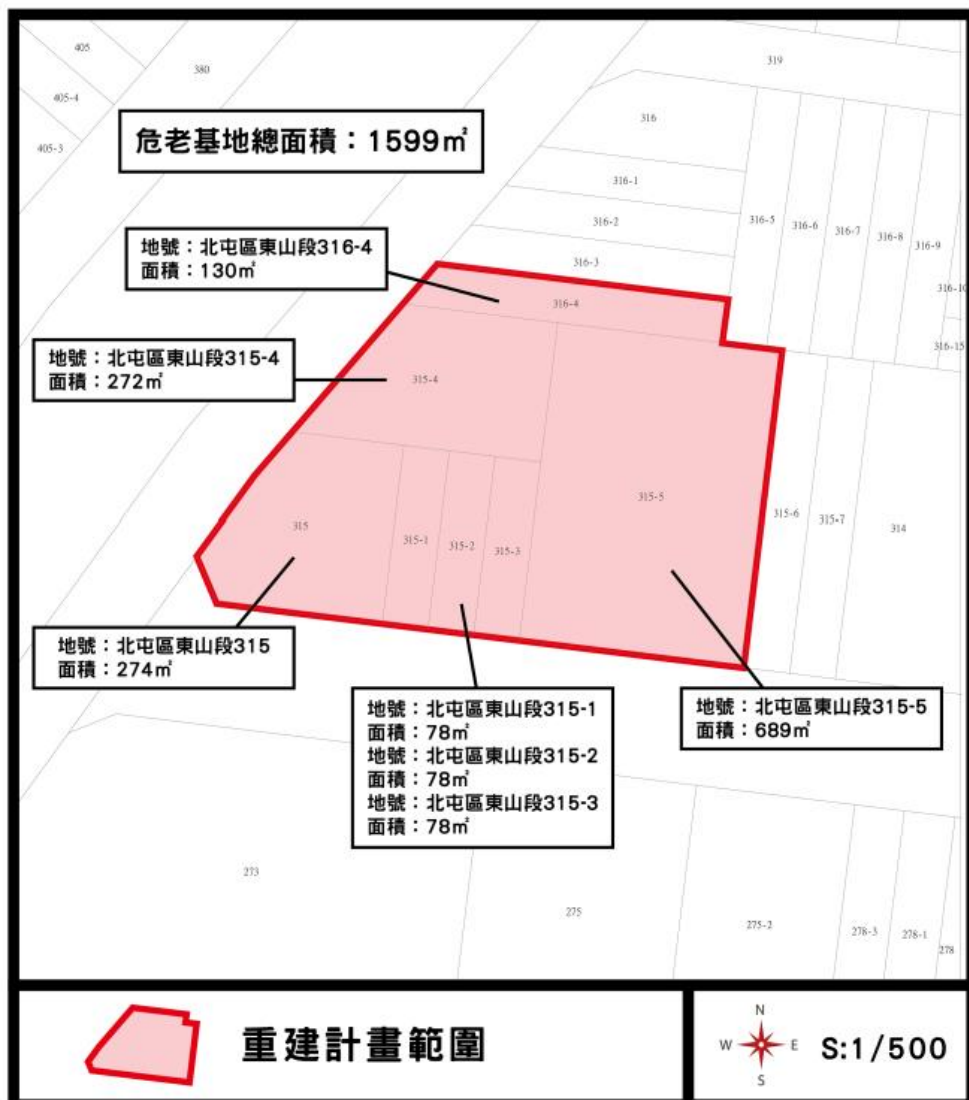 405
380
319
405-4
316
405-3
危老基地總面積：1599㎡
316-1
316-2
316-5
316-6
316-7
316-8
316-9
地號：北屯區東山段316-4
面積：130㎡
316-3
316-10
316-4
316-15
地號：北屯區東山段315-4
面積：272㎡
315-4
315-5
315-6
315-7
314
315
315-1
315-2
315-3
地號：北屯區東山段315
面積：274㎡
地號：北屯區東山段315-1
面積：78㎡
地號：北屯區東山段315-2
面積：78㎡
地號：北屯區東山段315-3
面積：78㎡
地號：北屯區東山段315-5
面積：689㎡
273
275
275-2
278-3
278-1
278
重建計畫範圍
N
W
E
S
S:1/500